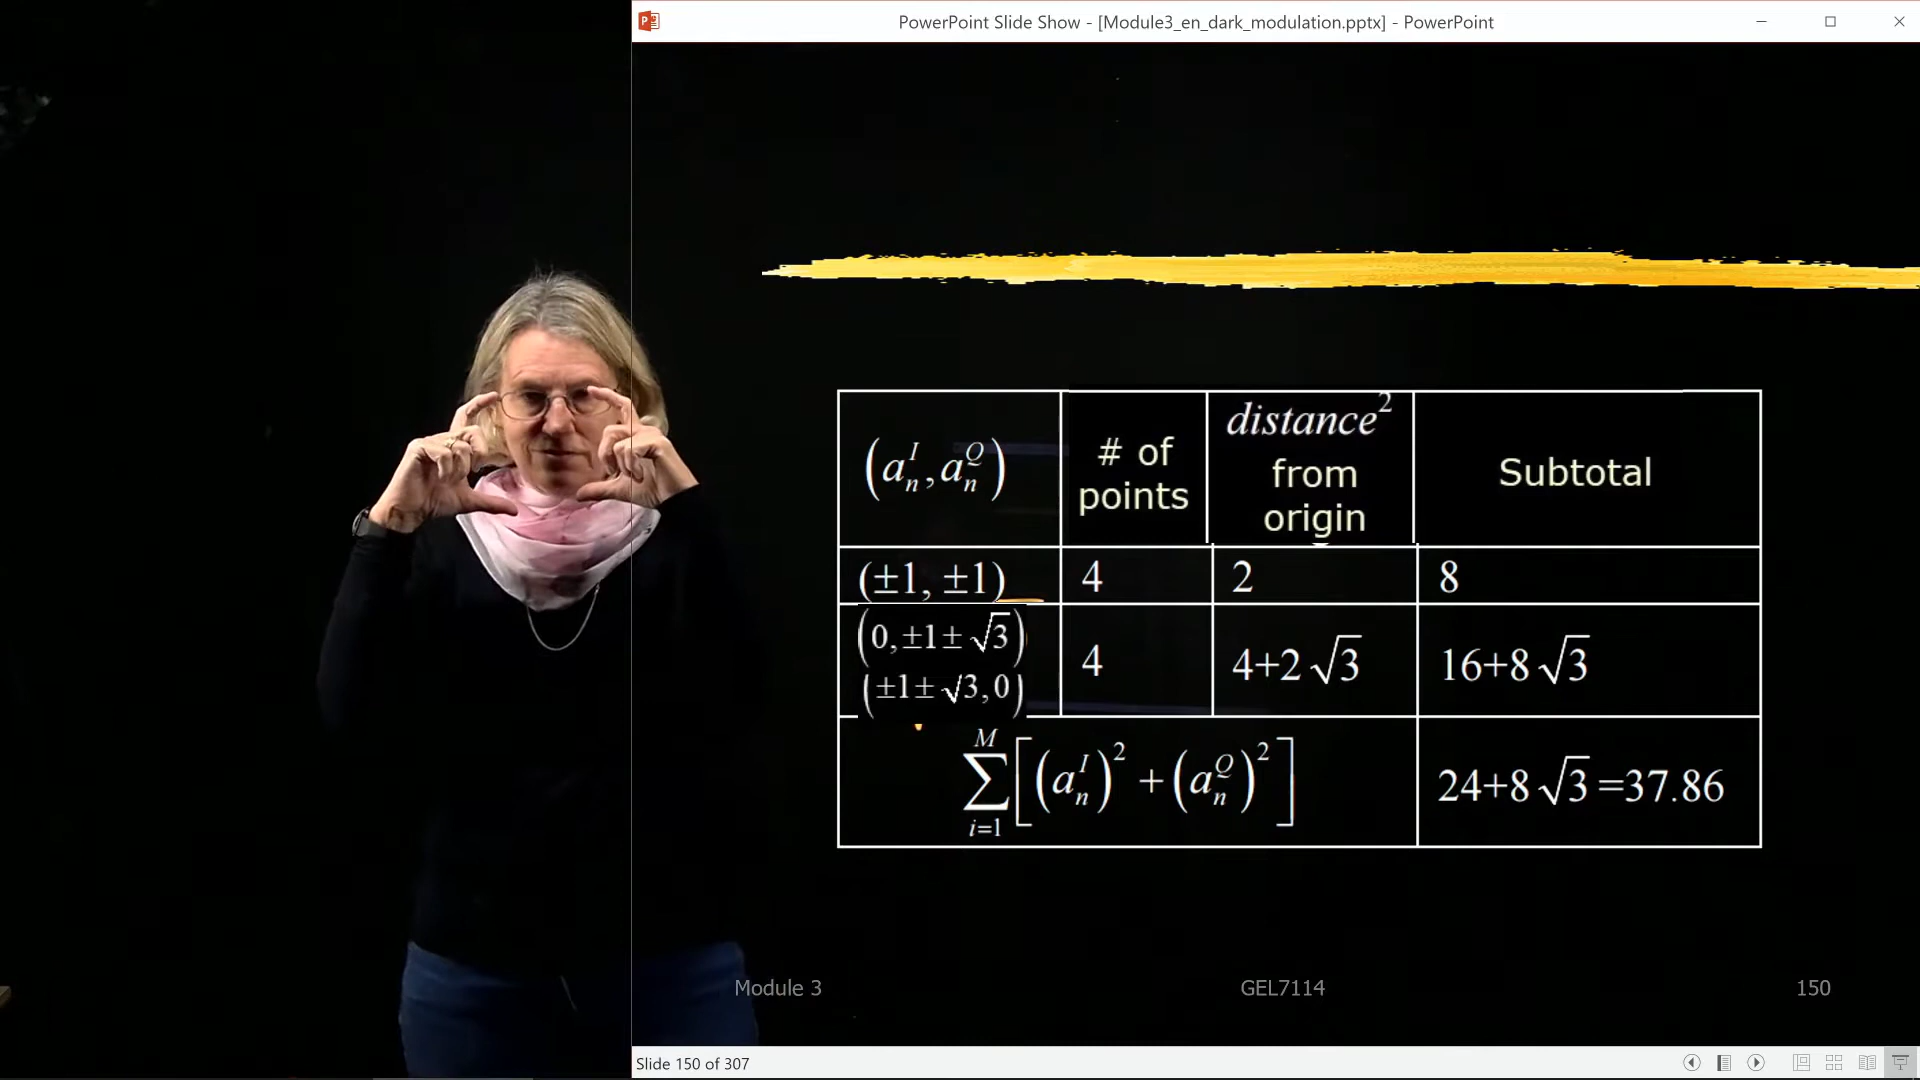 PowerPoint Slide Show - [Module3_en_dark_modulation.pptx] - PowerPoint
(a_n^I, a_n^Q)
# of points
distance² from origin
Subtotal
(±1, ±1)
4
2
8
(0,±1±√3)
(±1±√3,0)
4
4+2√3
16+8√3
∑_{i=1}^{M} [(a_n^I)² + (a_n^Q)²]
24+8√3=37.86
Module 3
GEL7114
150
Slide 150 of 307